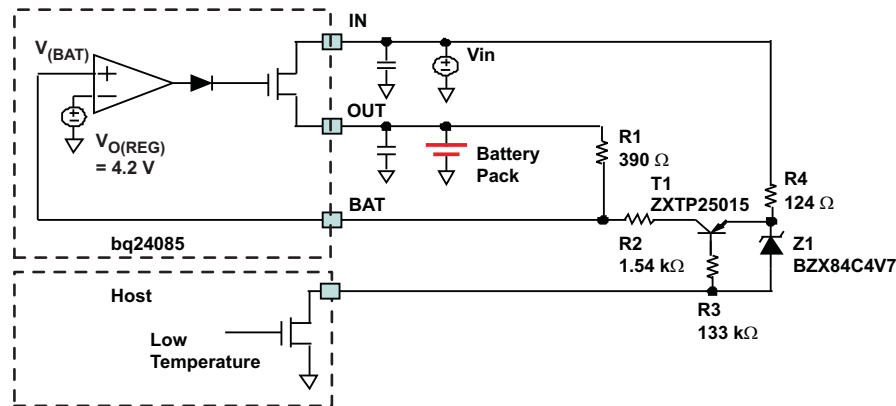 IN
V(BAT)
Vin
OUT
VO(REG)
= 4.2 V
R1
390 Ω
Battery
Pack
T1
ZXTP25015
R4
124 Ω
BAT
R2
1.54 kΩ
Z1
BZX84C4V7
bq24085
Host
R3
133 kΩ
Low
Temperature